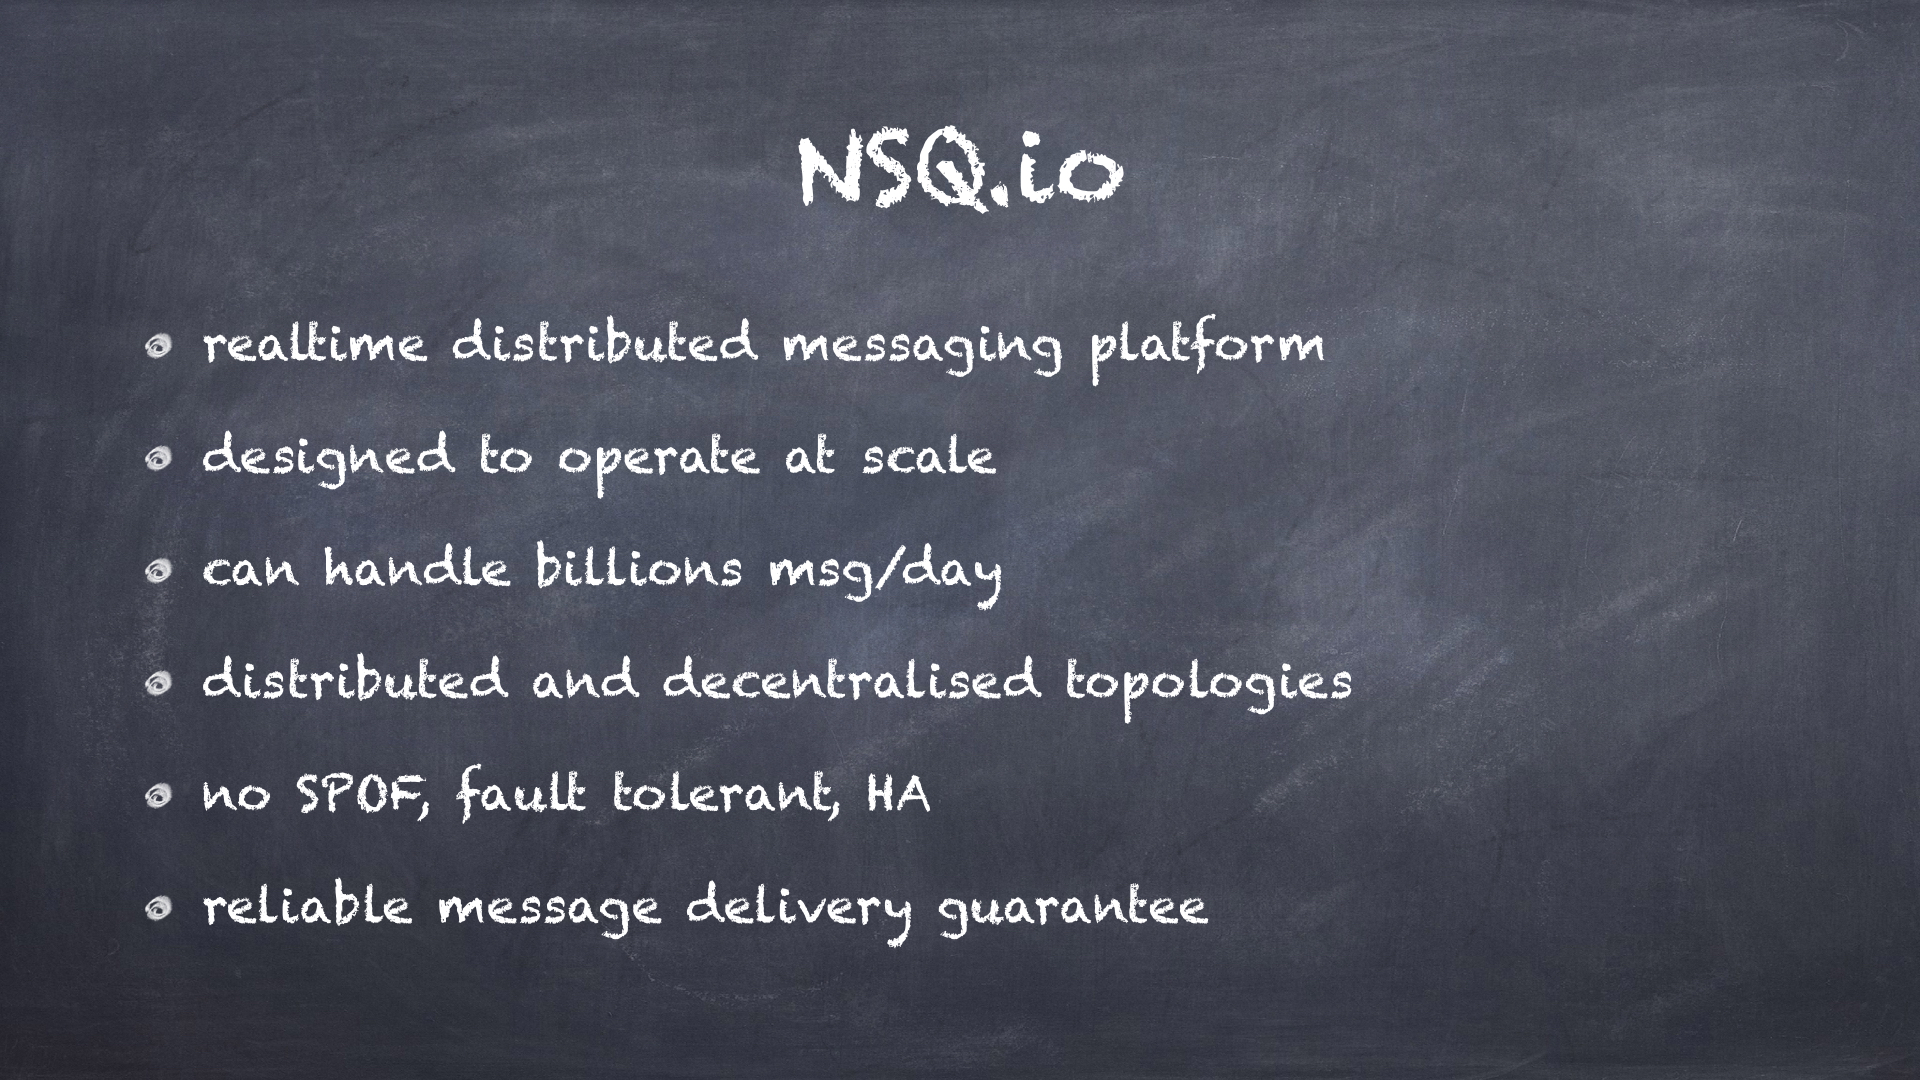 NSQ.io
realtime distributed messaging platform
designed to operate at scale
can handle billions msg/day
distributed and decentralised topologies
no SPOF, fault tolerant, HA
reliable message delivery guarantee